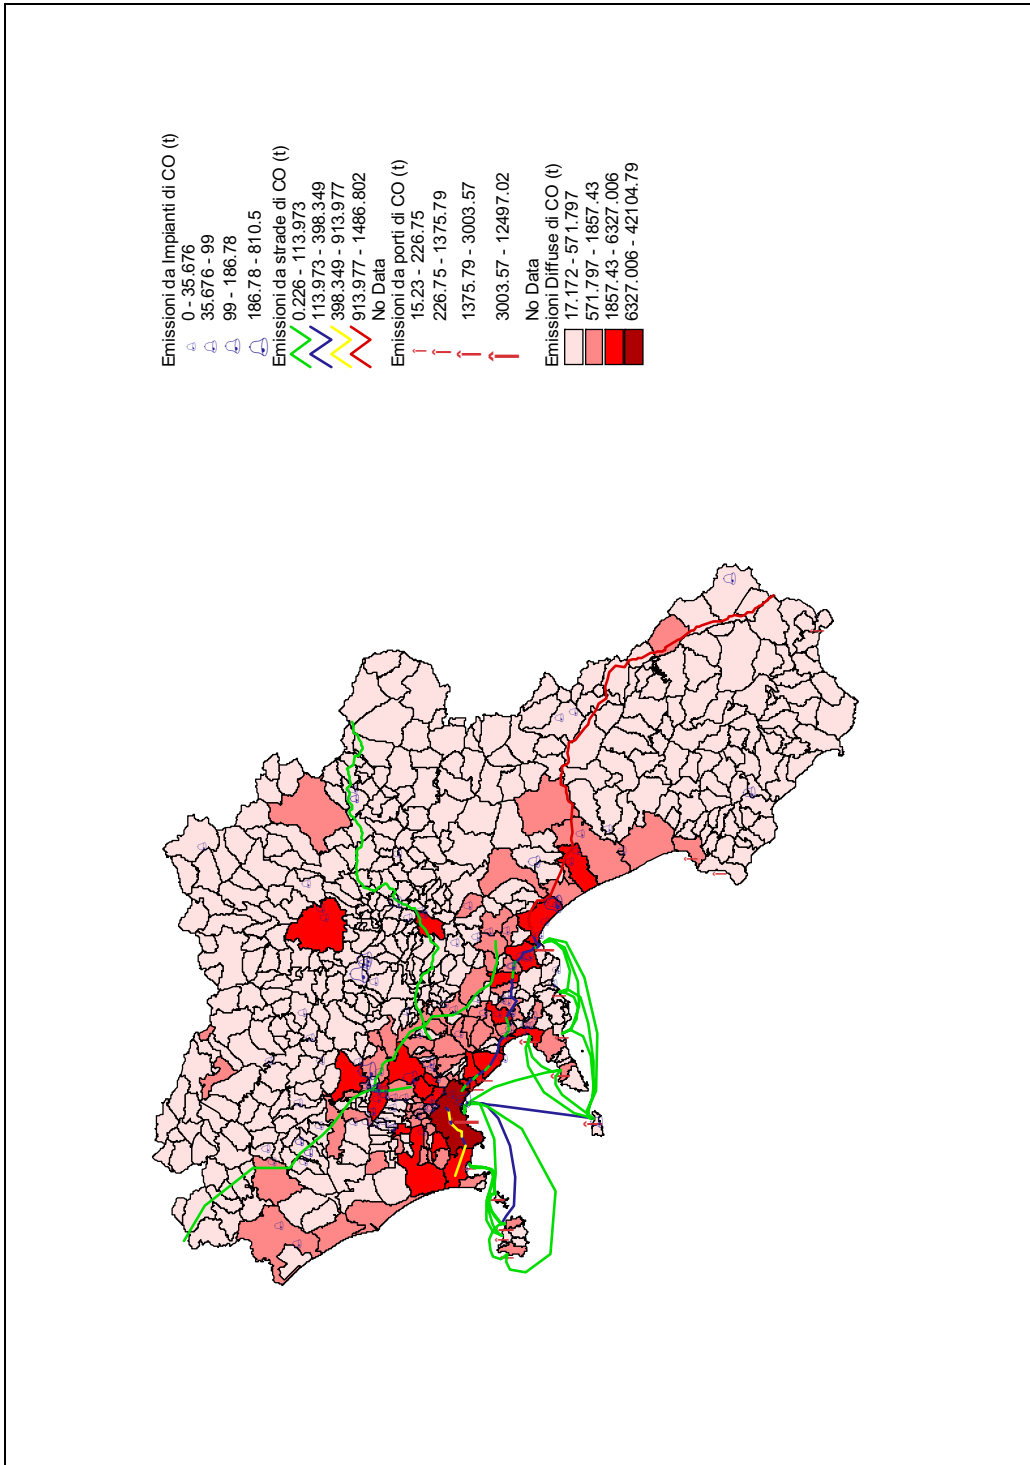 Emissioni da Impianti di CO (t)
0 - 35.676
35.676 - 99
99 - 186.78
186.78 - 810.5
Emissioni da strade di CO (t)
0.226 - 113.973
113.973 - 398.349
398.349 - 913.977
913.977 - 1486.802
No Data
Emissioni da porti di CO (t)
15.23 - 226.75
226.75 - 1375.79
1375.79 - 3003.57
3003.57 - 12497.02
No Data
Emissioni Diffuse di CO (t)
17.172 - 571.797
571.797 - 1857.43
1857.43 - 6327.006
6327.006 - 42104.79